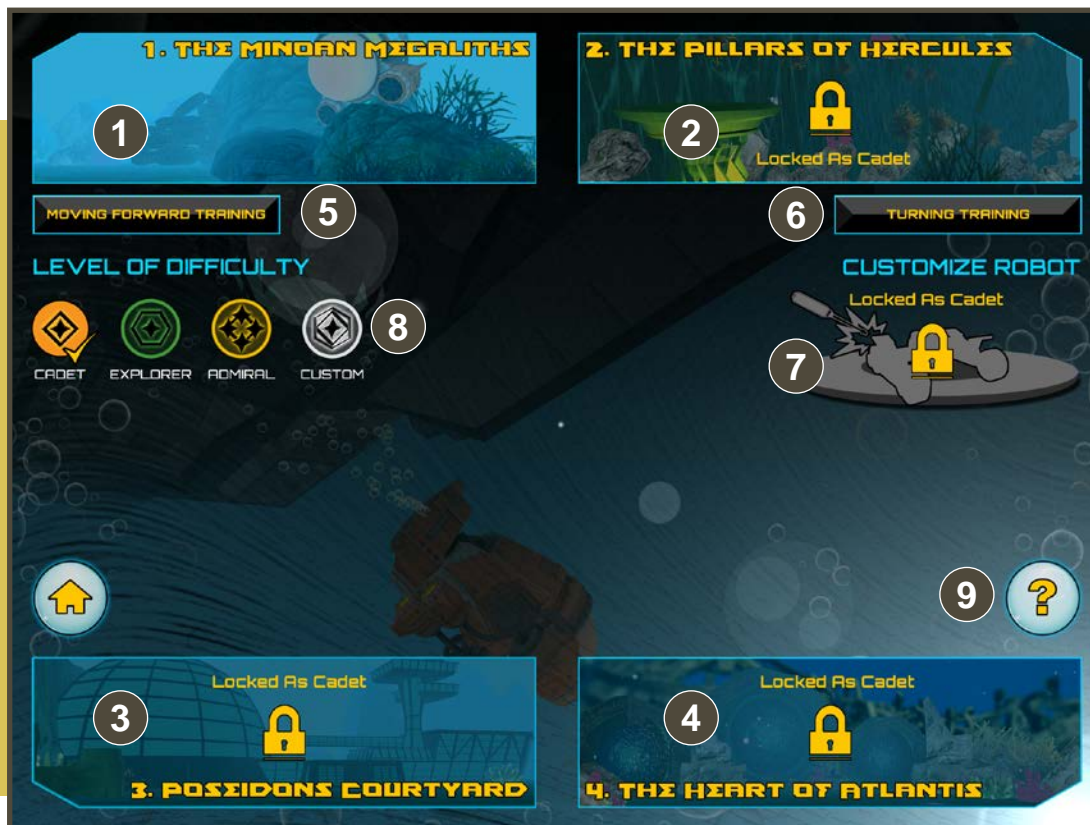 1. THE MINOAN MEGALITHS
1
2. THE PILLARS OF HERCULES
2
Locked As Cadet
MOVING FORWARD TRAINING
5
6
TURNING TRAINING
LEVEL OF DIFFICULTY
8
CADET
EXPLORER
ADMIRAL
CUSTOM
CUSTOMIZE ROBOT
Locked As Cadet
7
9
?
Locked As Cadet
3
3. POSEIDONS COURTYARD
Locked As Cadet
4
4. THE HEART OF ATLANTIS